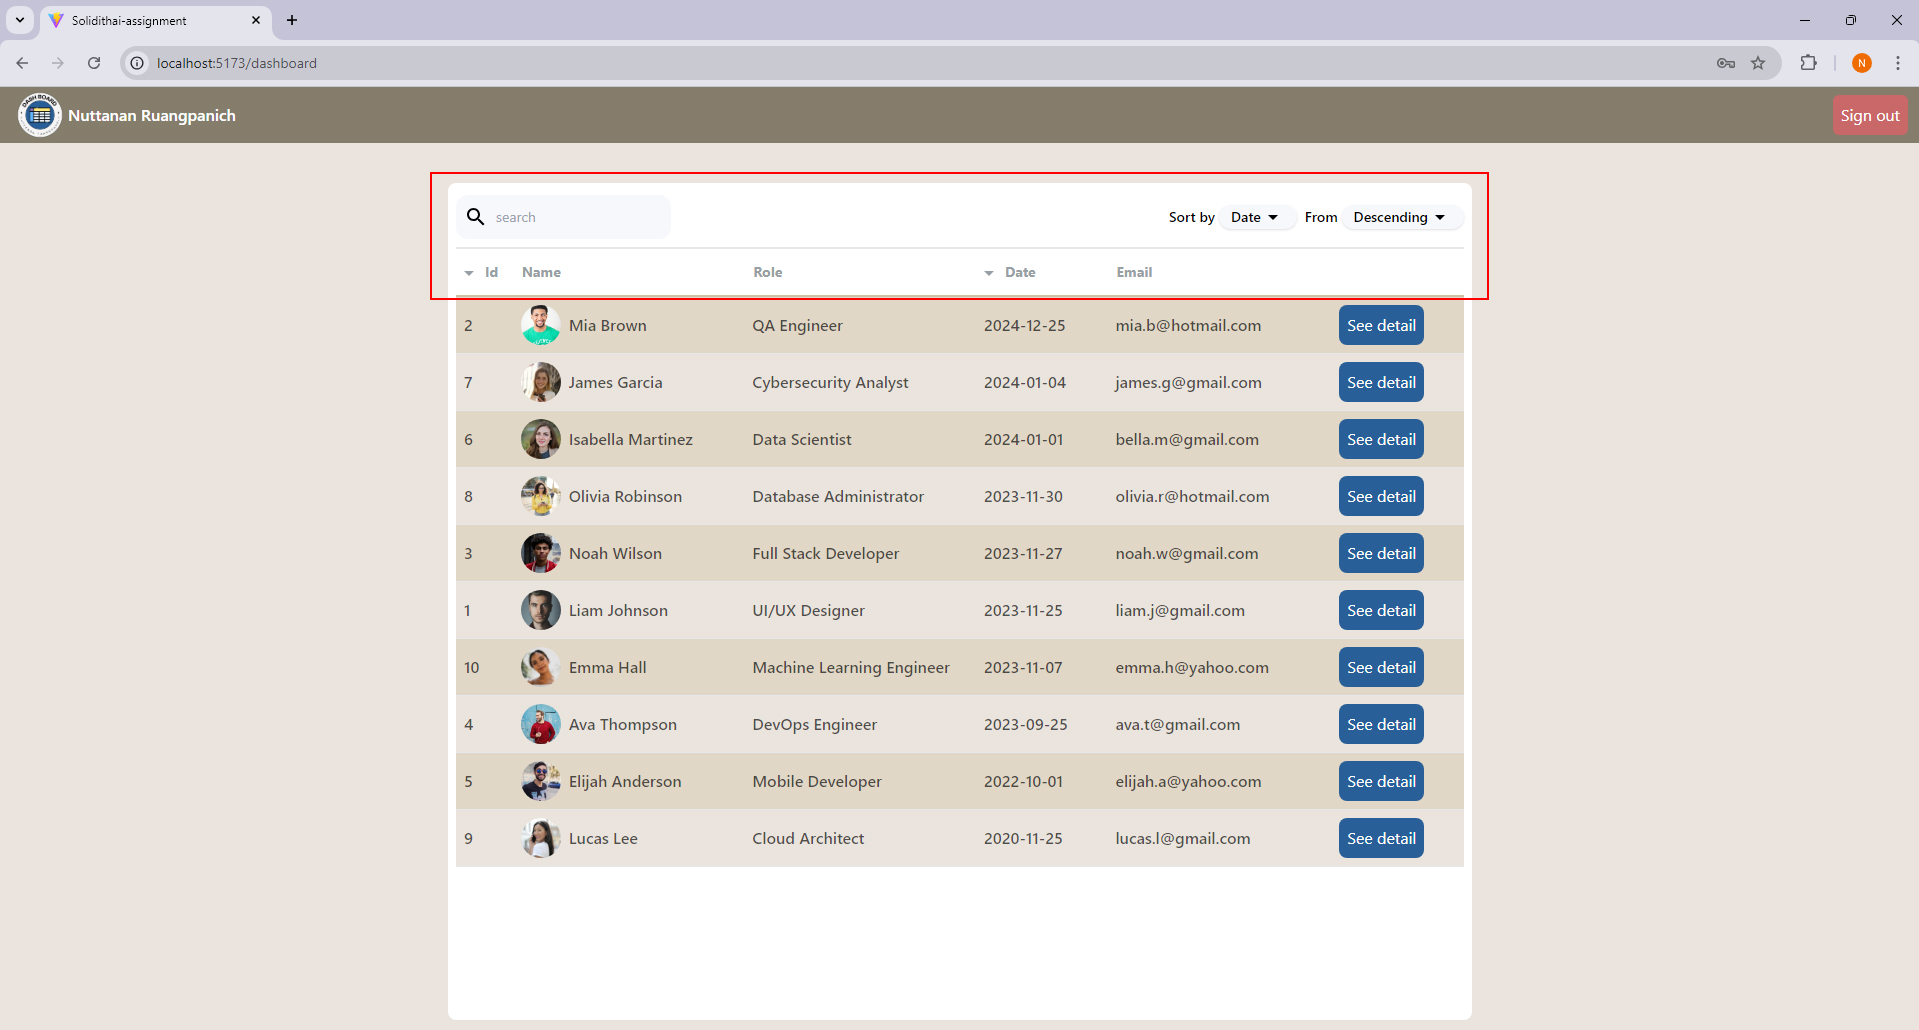 Solidithai-assignment
localhost:5173/dashboard
N
DASH BOARD
Nuttanan Ruangpanich
Sign out
search
Sort by Date From Descending
Id Name Role Date Email
2 Mia Brown QA Engineer 2024-12-25 mia.b@hotmail.com See detail
7 James Garcia Cybersecurity Analyst 2024-01-04 james.g@gmail.com See detail
6 Isabella Martinez Data Scientist 2024-01-01 bella.m@gmail.com See detail
8 Olivia Robinson Database Administrator 2023-11-30 olivia.r@hotmail.com See detail
3 Noah Wilson Full Stack Developer 2023-11-27 noah.w@gmail.com See detail
1 Liam Johnson UI/UX Designer 2023-11-25 liam.j@gmail.com See detail
10 Emma Hall Machine Learning Engineer 2023-11-07 emma.h@yahoo.com See detail
4 Ava Thompson DevOps Engineer 2023-09-25 ava.t@gmail.com See detail
5 Elijah Anderson Mobile Developer 2022-10-01 elijah.a@yahoo.com See detail
9 Lucas Lee Cloud Architect 2020-11-25 lucas.l@gmail.com See detail